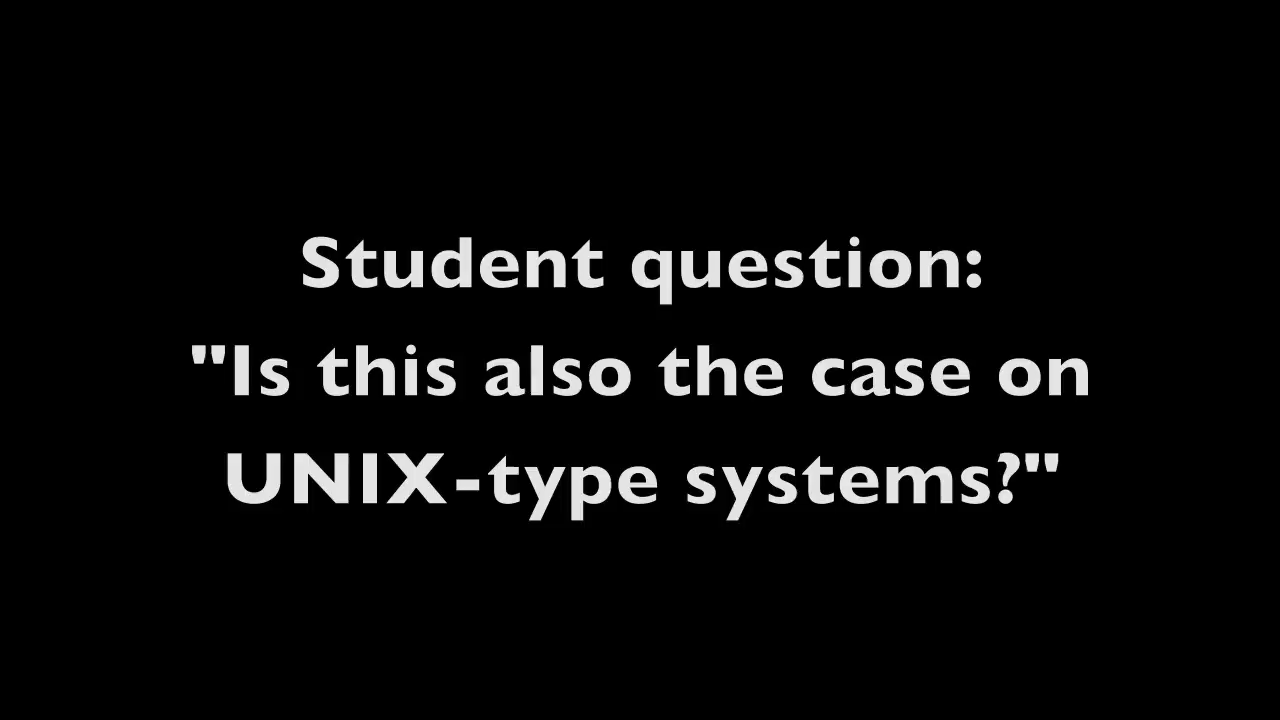 Student question:
"Is this also the case on
UNIX-type systems?"